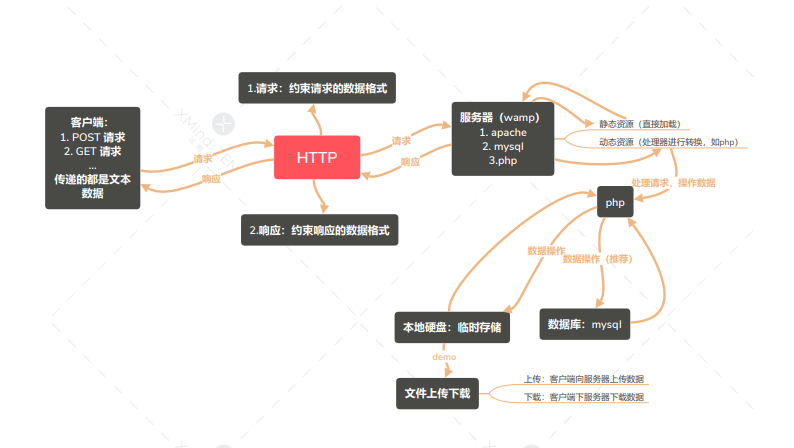 1.请求：约束请求的数据格式
客户端：
1. POST 请求
2. GET 请求
...
传递的都是文本
数据
请求
响应
HTTP
请求
响应
服务器（wamp）
1. apache
2. mysql
3.php
静态资源（直接加载）
动态资源（处理器进行转换，如php）
2.响应：约束响应的数据格式
处理请求，操作数据
php
数据操作
数据操作（推荐）
本地硬盘：临时存储
数据库：mysql
demo
文件上传下载
上传：客户端向服务器上传数据
下载：客户端下服务器下载数据